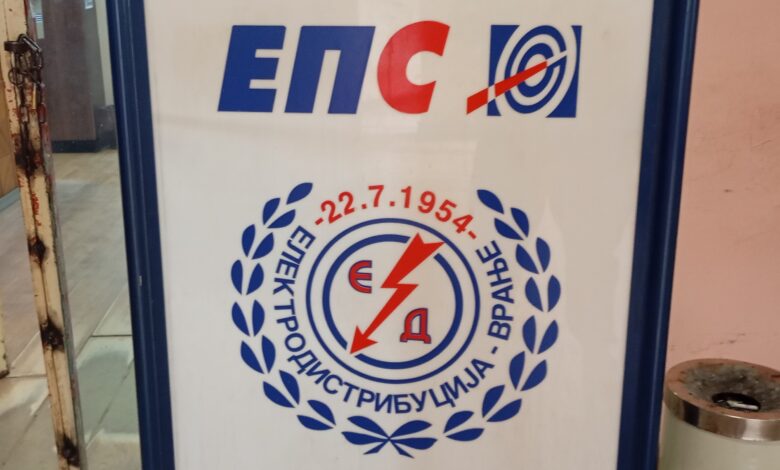 ЕПС
-22.7.1954-
Є
Д
ЕЛЕКТРОДИСТРИБУЦИЈА - ВРАЊЕ